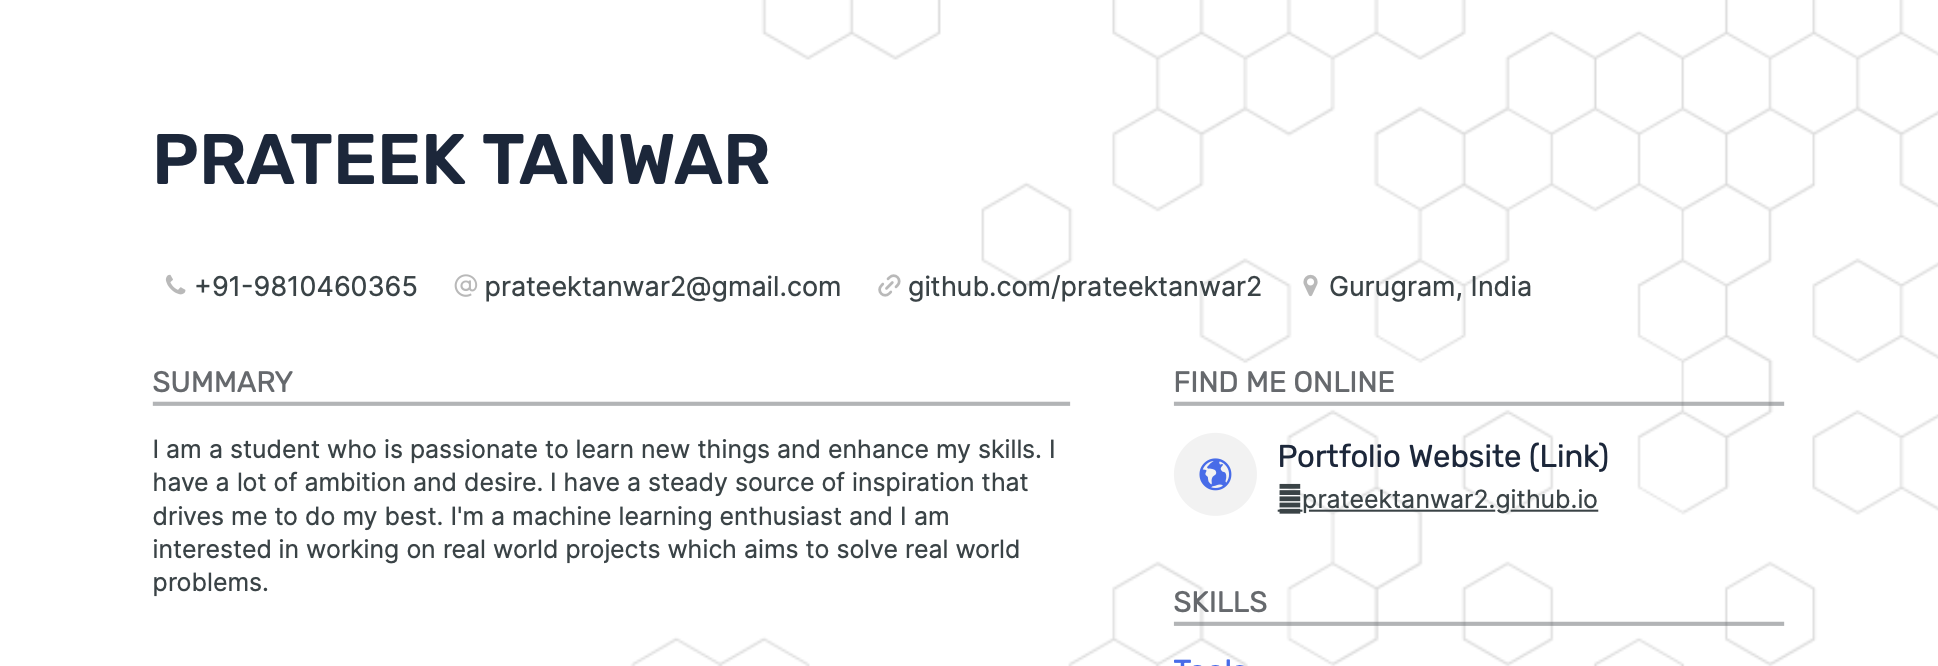 PRATEEK TANWAR
+91-9810460365 @ prateektanwar2@gmail.com github.com/prateektanwar2 Gurugram, India
SUMMARY
I am a student who is passionate to learn new things and enhance my skills. I
have a lot of ambition and desire. I have a steady source of inspiration that
drives me to do my best. I'm a machine learning enthusiast and I am
interested in working on real world projects which aims to solve real world
problems.
FIND ME ONLINE
Portfolio Website (Link)
prateektanwar2.github.io
SKILLS